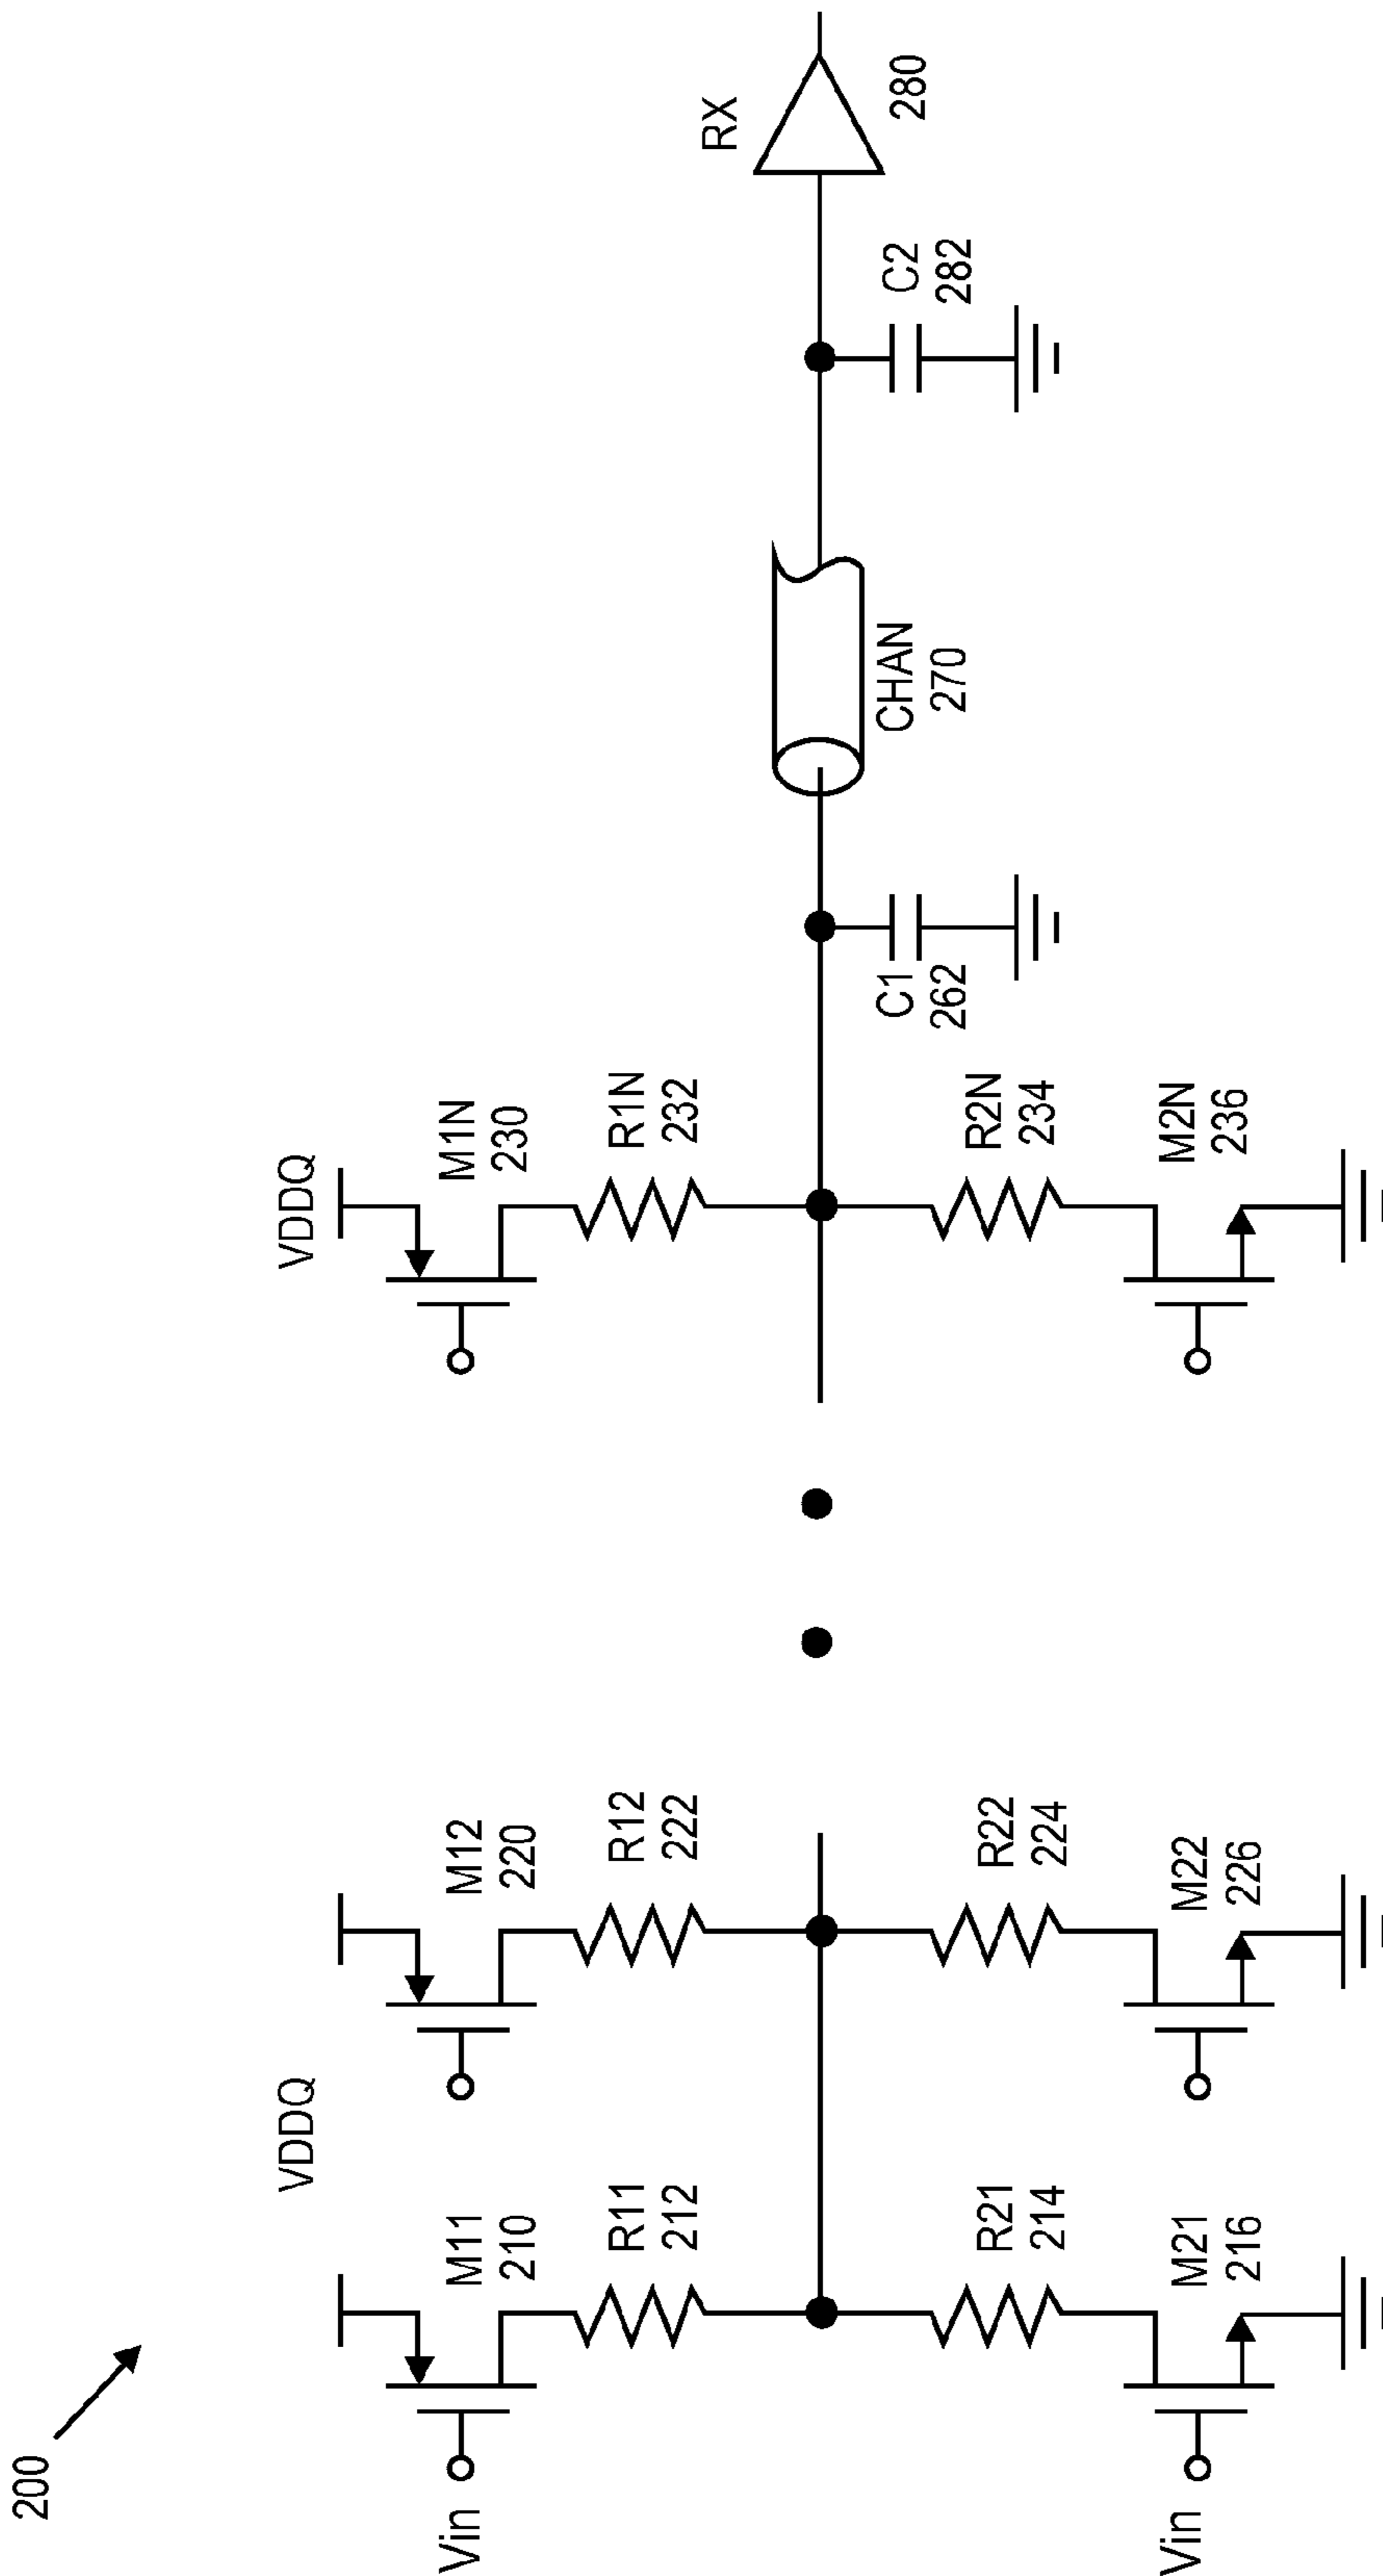 200
VDDQ
VDDQ
Vin
M11
210
M12
220
M1N
230
R11
212
R12
222
R1N
232
RX
280
CHAN
270
C1
262
C2
282
R21
214
R22
224
R2N
234
Vin
M21
216
M22
226
M2N
236